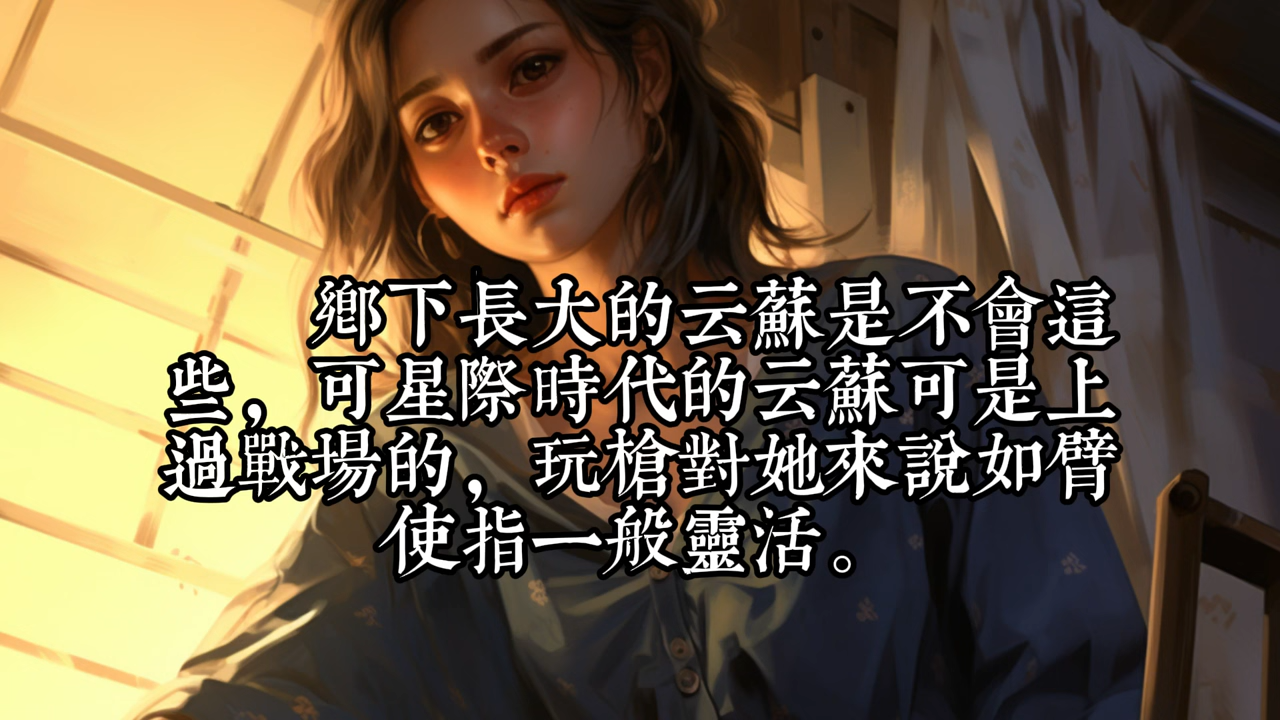 鄉下長大的云蘇是不會這
些，可星際時代的云蘇可是上
過戰場的，玩槍對她來說如臂
使指一般靈活。